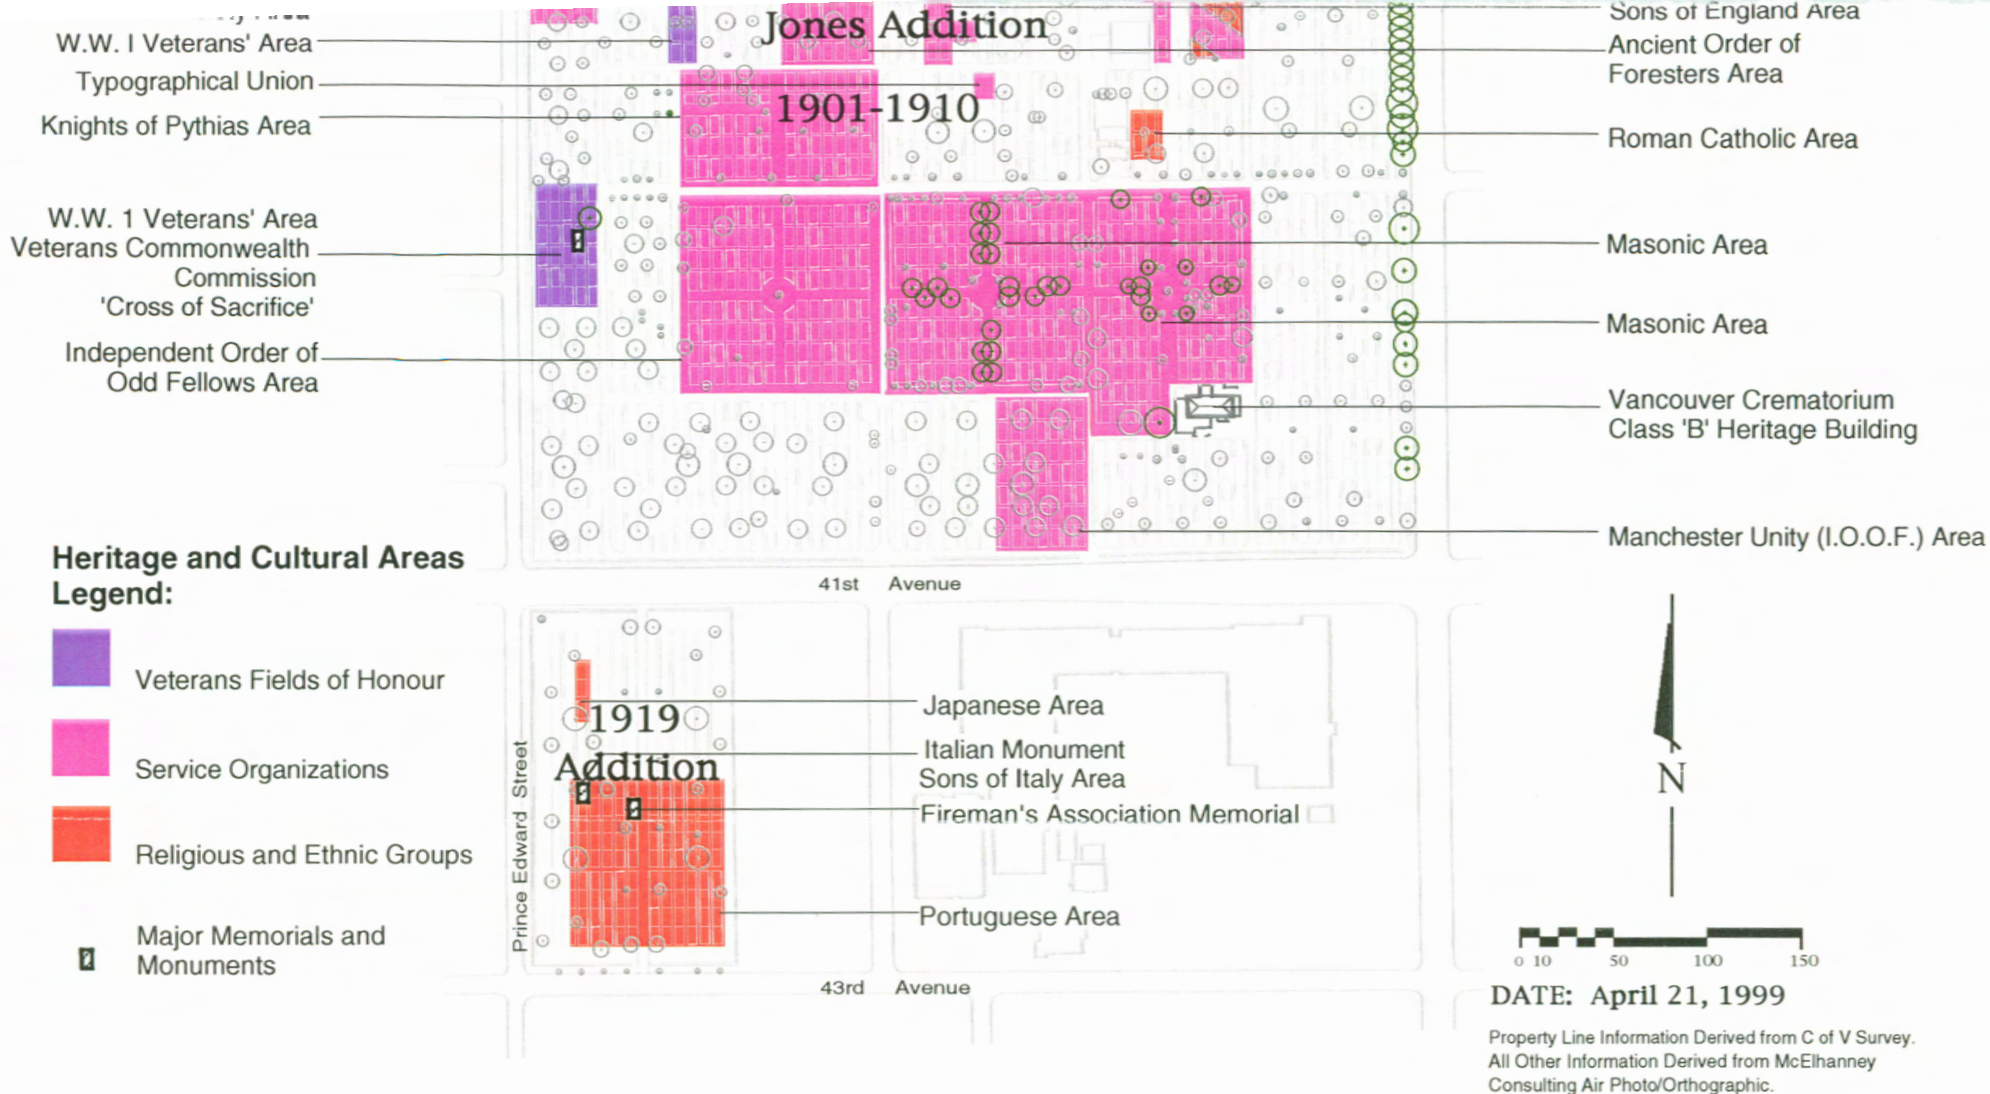 Jones Addition
1901-1910
W.W. I Veterans' Area
Typographical Union
Knights of Pythias Area
W.W. 1 Veterans' Area
Veterans Commonwealth
Commission
'Cross of Sacrifice'
Independent Order of
Odd Fellows Area
Sons of England Area
Ancient Order of
Foresters Area
Roman Catholic Area
Masonic Area
Masonic Area
Vancouver Crematorium
Class 'B' Heritage Building
Manchester Unity (I.O.O.F.) Area
41st Avenue
Heritage and Cultural Areas
Legend:
Veterans Fields of Honour
Service Organizations
Religious and Ethnic Groups
Major Memorials and
Monuments
Prince Edward Street
1919
Addition
Japanese Area
Italian Monument
Sons of Italy Area
Fireman's Association Memorial
Portuguese Area
43rd Avenue
N
0 10 50 100 150
DATE: April 21, 1999
Property Line Information Derived from C of V Survey.
All Other Information Derived from McElhanney
Consulting Air Photo/Orthographic.